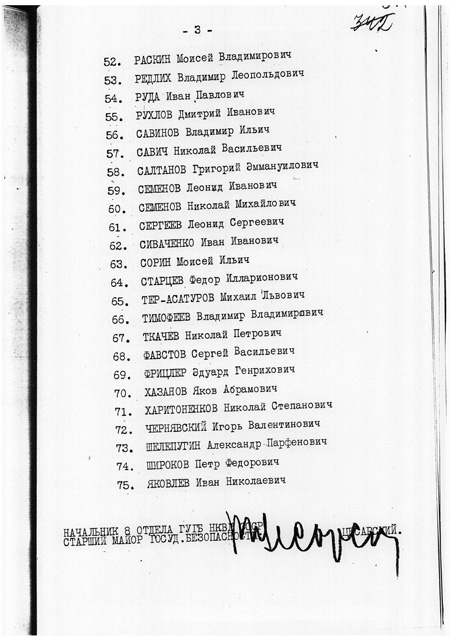 - 3 -
52. РАСКИН Моисей Владимирович
53. РЕДЛИХ Владимир Леопольдович
54. РУДА Иван Павлович
55. РУХЛОВ Дмитрий Иванович
56. САВИНОВ Владимир Ильич
57. САВИЧ Николай Васильевич
58. САЛТАНОВ Григорий Эммануилович
59. СЕМЕНОВ Леонид Иванович
60. СЕМЕНОВ Николай Михайлович
61. СЕРГЕЕВ Леонид Сергеевич
62. СИВАЧЕНКО Иван Иванович
63. СОРИН Моисей Ильич
64. СТАРЦЕВ Федор Илларионович
65. ТЕР-АСАТУРОВ Михаил Львович
66. ТИМОФЕЕВ Владимир Владимирович
67. ТКАЧЕВ Николай Петрович
68. ФАВСТОВ Сергей Васильевич
69. ФРИЦЛЕР Эдуард Генрихович
70. ХАЗАНОВ Яков Абрамович
71. ХАРИТОНЕНКОВ Николай Степанович
72. ЧЕРНЯВСКИЙ Игорь Валентинович
73. ШЕЛЕПУГИН Александр Парфенович
74. ШИРОКОВ Петр Федорович
75. ЯКОВЛЕВ Иван Николаевич
НАЧАЛЬНИК 8 ОТДЕЛА ГУГБ НКВД СССР
СТАРШИЙ МАЙОР ГОСУД.БЕЗОПАСНОСТИ ЦЕСАРСКИЙ.